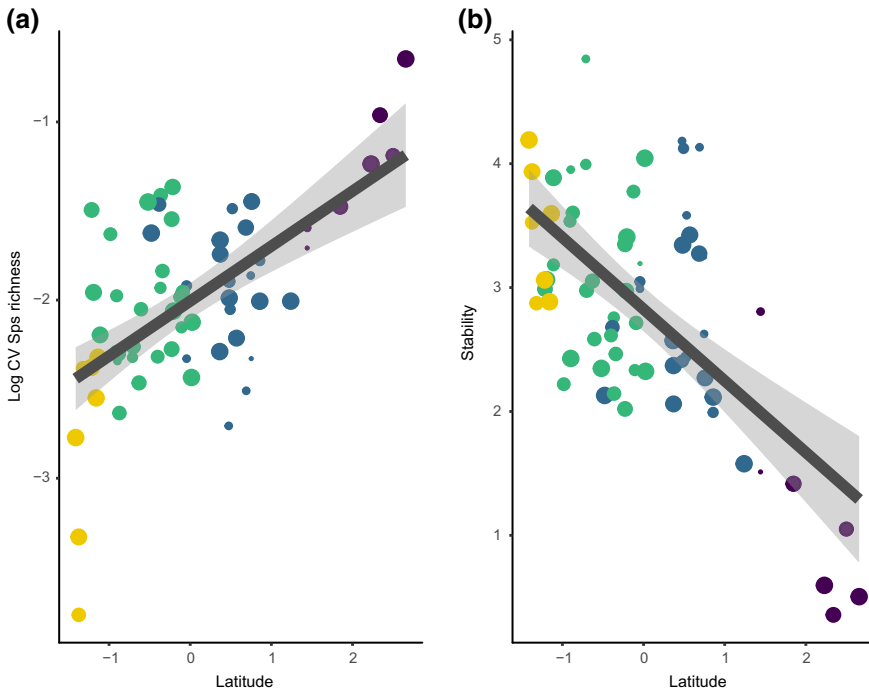 (a)
Log CV Sps richness
−1
−2
−3
−1 0 1 2
Latitude
(b)
Stability
5
4
3
2
1
−1 0 1 2
Latitude